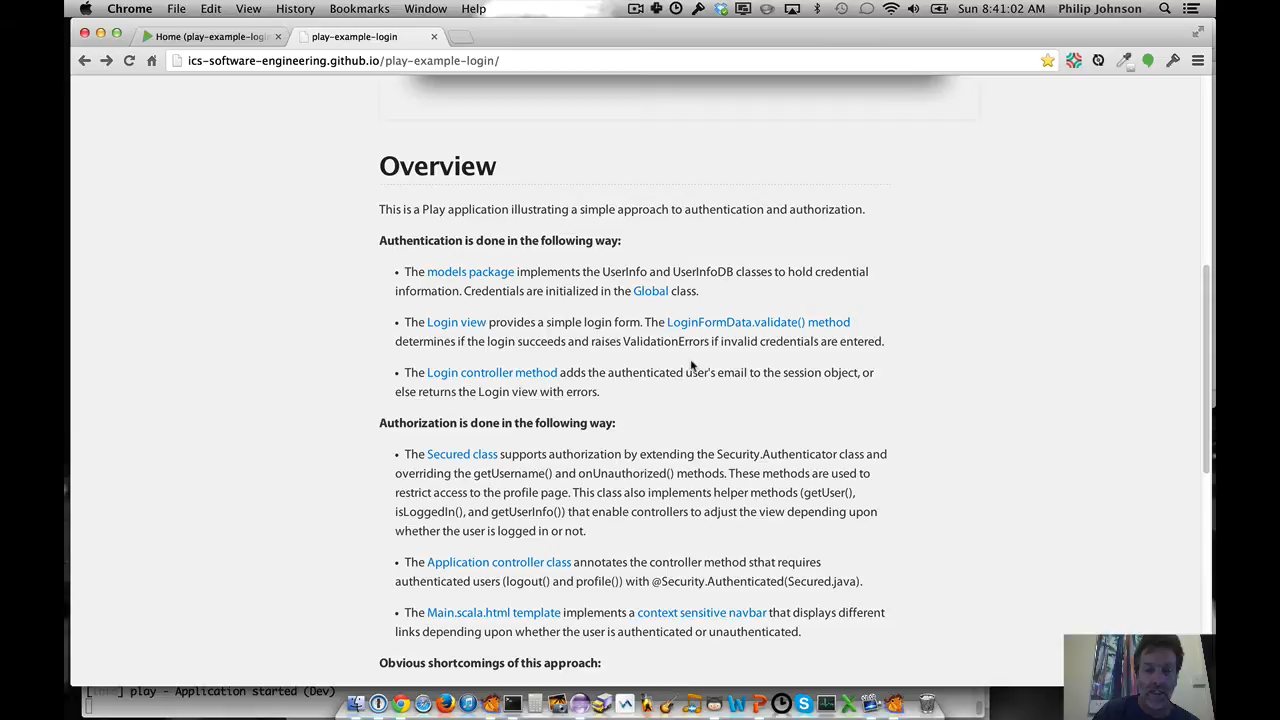 Chrome File Edit View History Bookmarks Window Help Sun 8:41:02 AM Philip Johnson
Home (play-example-login
play-example-login
ics-software-engineering.github.io/play-example-login/
Overview
This is a Play application illustrating a simple approach to authentication and authorization.
Authentication is done in the following way:
• The models package implements the UserInfo and UserInfoDB classes to hold credential
information. Credentials are initialized in the Global class.
• The Login view provides a simple login form. The LoginFormData.validate() method
determines if the login succeeds and raises ValidationErrors if invalid credentials are entered.
• The Login controller method adds the authenticated user's email to the session object, or
else returns the Login view with errors.
Authorization is done in the following way:
• The Secured class supports authorization by extending the Security.Authenticator class and
overriding the getUsername() and onUnauthorized() methods. These methods are used to
restrict access to the profile page. This class also implements helper methods (getUser(),
isLoggedIn(), and getUserInfo()) that enable controllers to adjust the view depending upon
whether the user is logged in or not.
• The Application controller class annotates the controller method sthat requires
authenticated users (logout() and profile()) with @Security.Authenticated(Secured.java).
• The Main.scala.html template implements a context sensitive navbar that displays different
links depending upon whether the user is authenticated or unauthenticated.
Obvious shortcomings of this approach:
play - Application started (Dev)